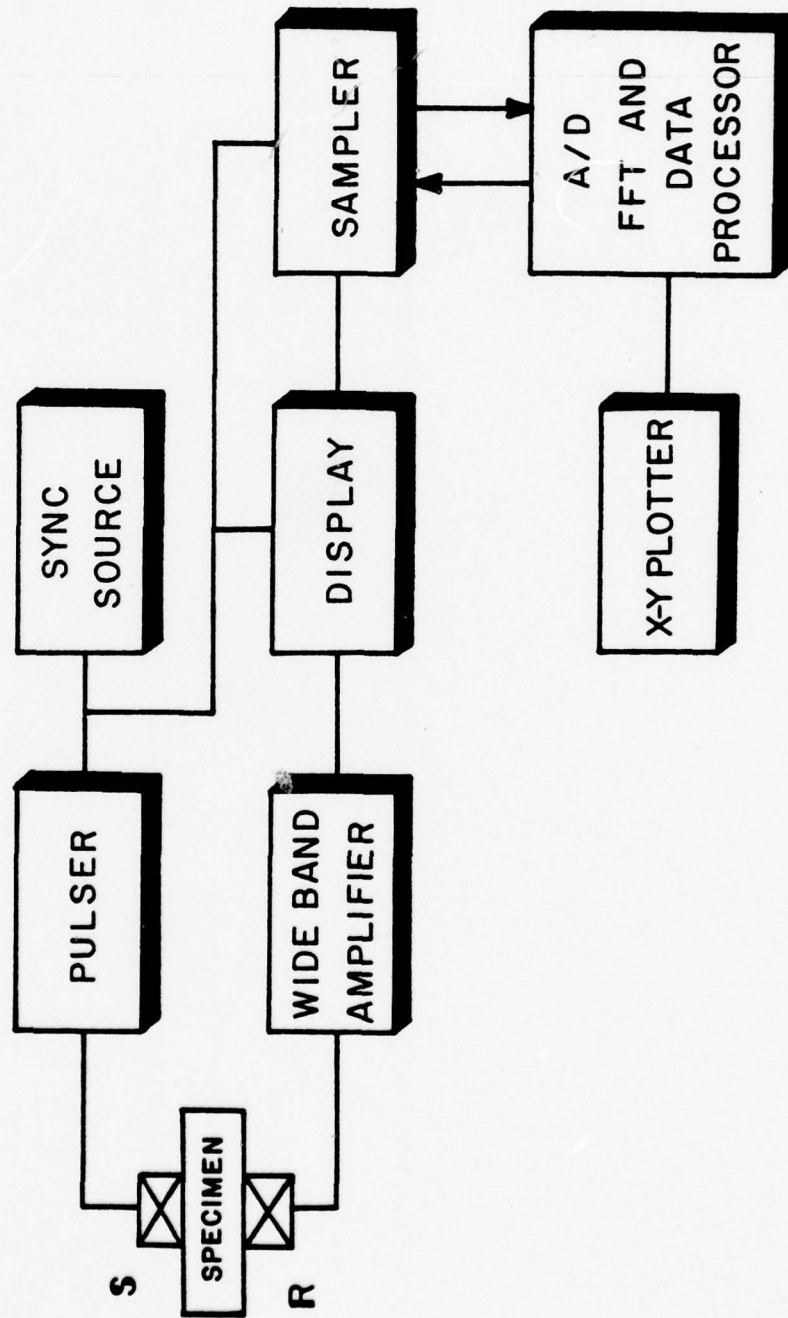 S
SPECIMEN
R
PULSER
SYNC
SOURCE
WIDE BAND
AMPLIFIER
DISPLAY
SAMPLER
X-Y PLOTTER
A/D
FFT AND
DATA
PROCESSOR